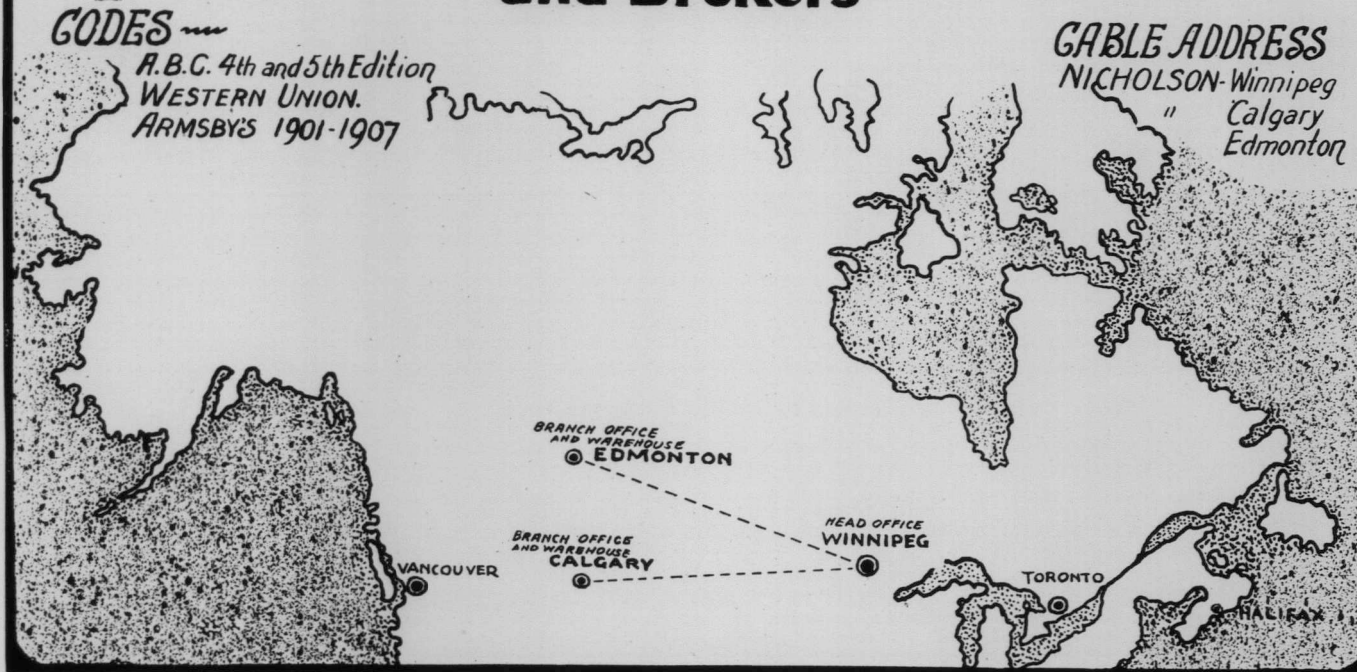 and Brokers
CODES
A.B.C. 4th and 5th Edition
WESTERN UNION.
ARMSBY'S 1901-1907
CABLE ADDRESS
NICHOLSON-Winnipeg
" Calgary
Edmonton
BRANCH OFFICE
AND WAREHOUSE
EDMONTON
BRANCH OFFICE
AND WAREHOUSE
CALGARY
VANCOUVER
HEAD OFFICE
WINNIPEG
TORONTO
HALIFAX